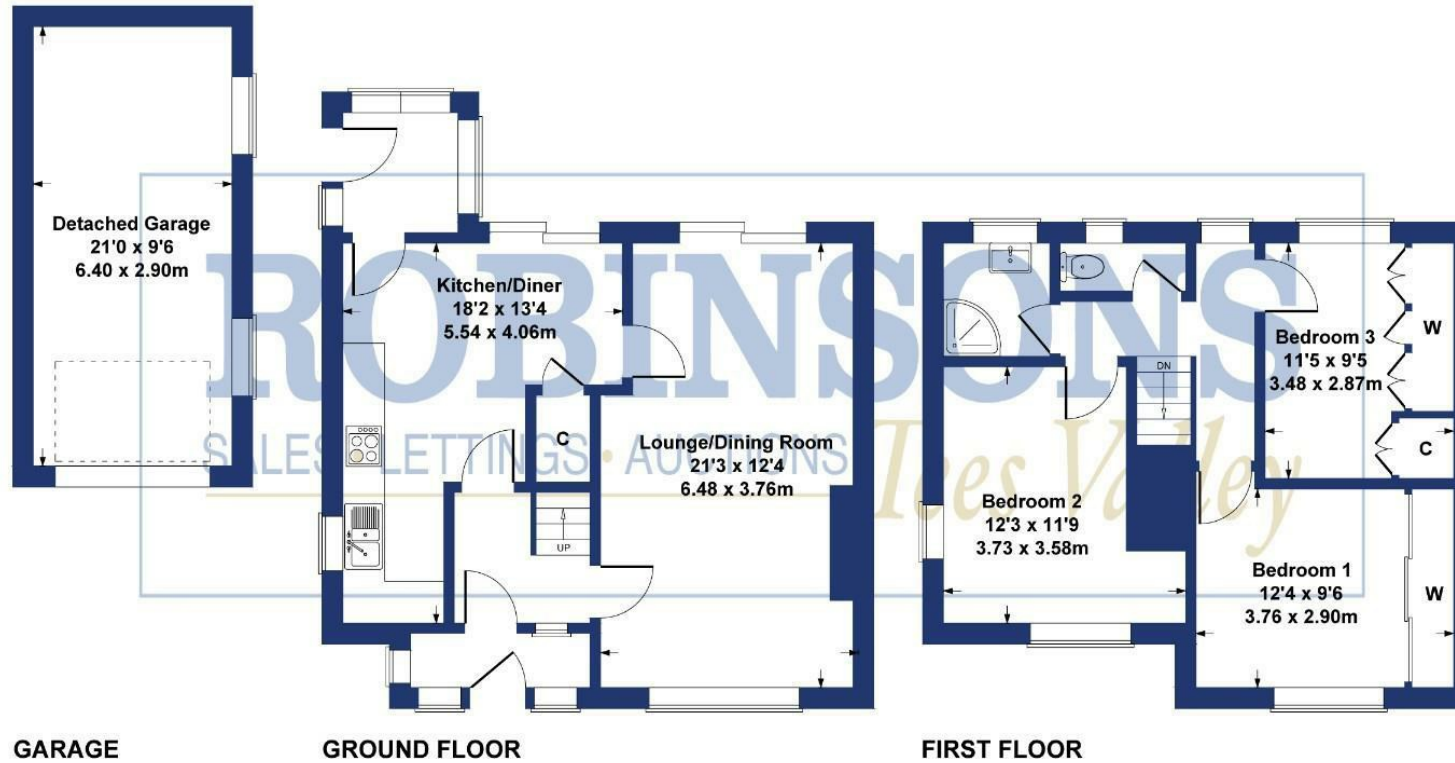 Detached Garage
21'0 x 9'6
6.40 x 2.90m
Kitchen/Diner
18'2 x 13'4
5.54 x 4.06m
C
UP
Lounge/Dining Room
21'3 x 12'4
6.48 x 3.76m
Bedroom 3
11'5 x 9'5
3.48 x 2.87m
W
C
DN
Bedroom 2
12'3 x 11'9
3.73 x 3.58m
Bedroom 1
12'4 x 9'6
3.76 x 2.90m
W
ROBINSONS
SALES · LETTINGS · AUCTIONS
Tees Valley
GARAGE
GROUND FLOOR
FIRST FLOOR